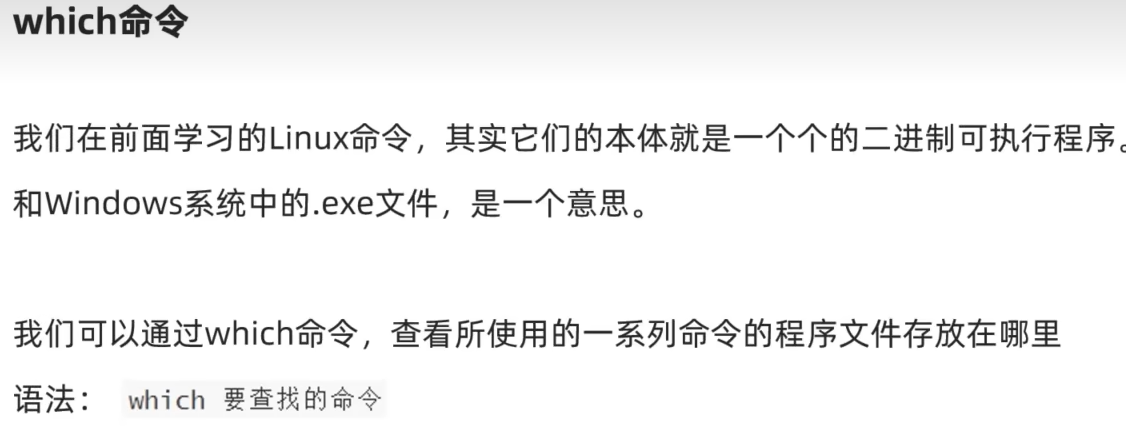 which命令
我们在前面学习的Linux命令，其实它们的本体就是一个个的二进制可执行程序。
和Windows系统中的.exe文件，是一个意思。
我们可以通过which命令，查看所使用的一系列命令的程序文件存放在哪里
语法： which 要查找的命令